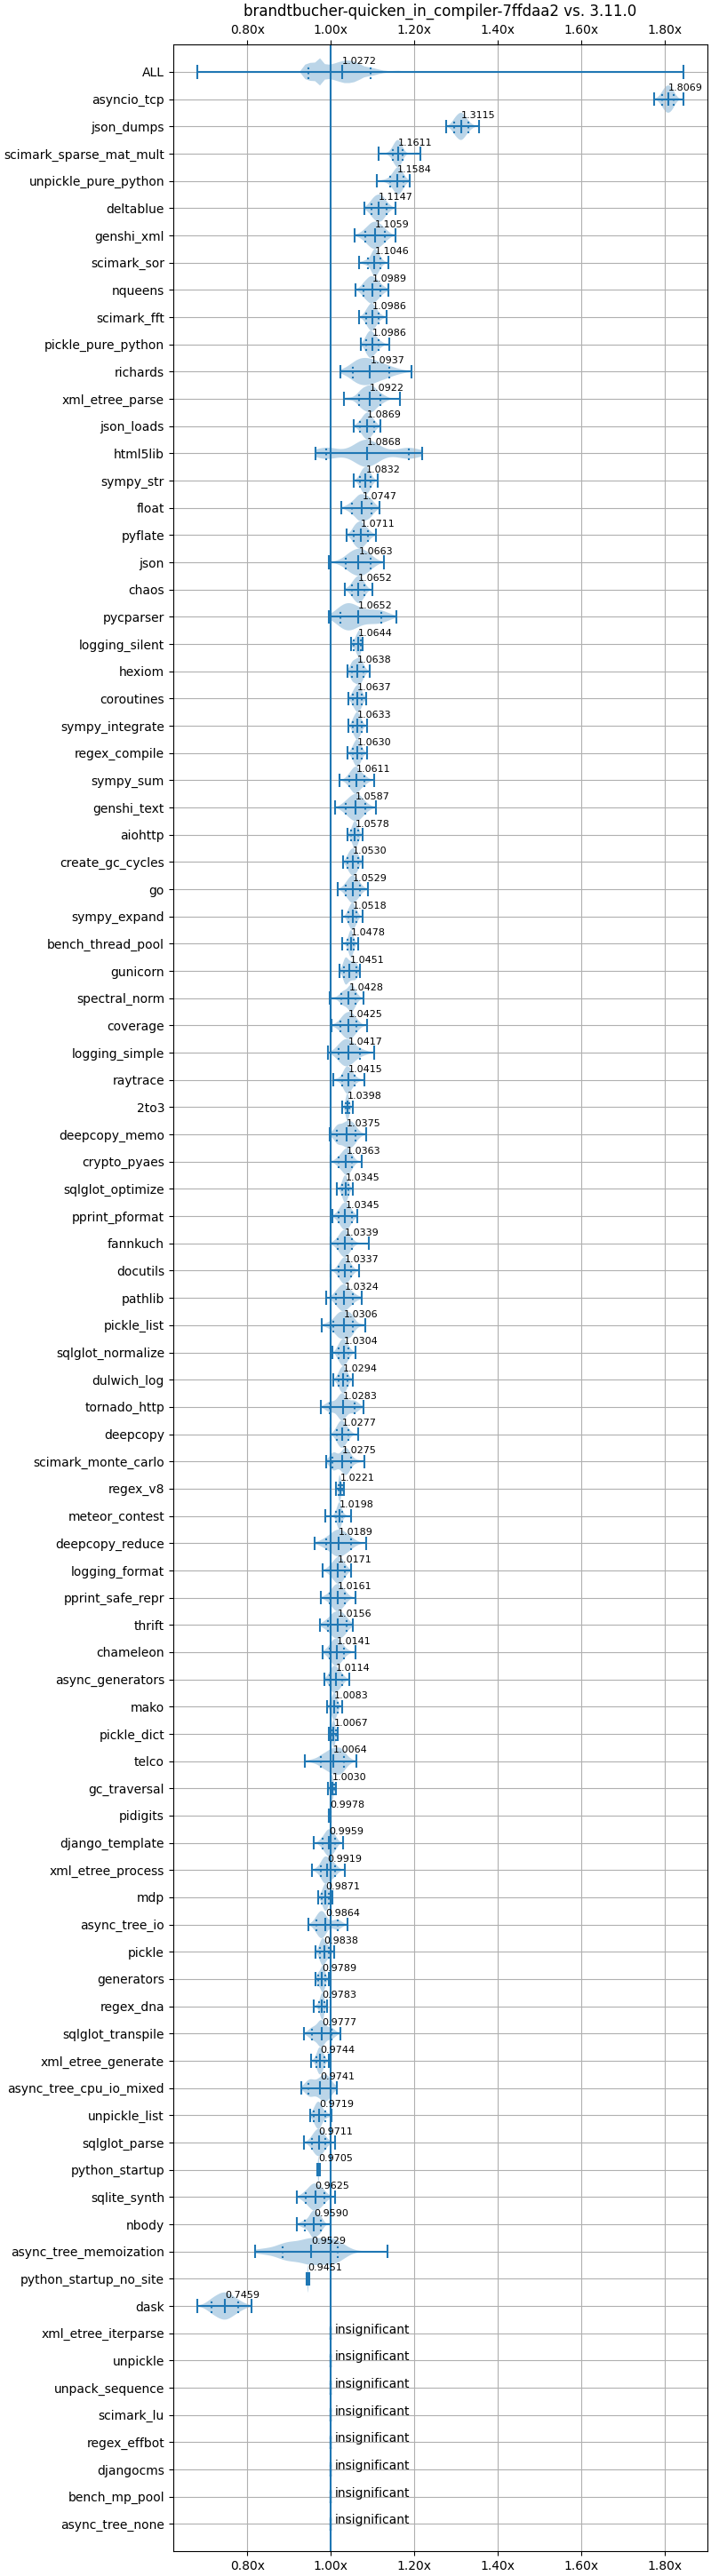 brandtbucher-quicken_in_compiler-7ffdaa2 vs. 3.11.0
0.80x 1.00x 1.20x 1.40x 1.60x 1.80x
ALL 1.0272
asyncio_tcp 1.8069
json_dumps 1.3115
scimark_sparse_mat_mult 1.1611
unpickle_pure_python 1.1584
deltablue 1.1147
genshi_xml 1.1059
scimark_sor 1.1046
nqueens 1.0989
scimark_fft 1.0986
pickle_pure_python 1.0986
richards 1.0937
xml_etree_parse 1.0922
json_loads 1.0869
html5lib 1.0868
sympy_str 1.0832
float 1.0747
pyflate 1.0711
json 1.0663
chaos 1.0652
pycparser 1.0652
logging_silent 1.0644
hexiom 1.0638
coroutines 1.0637
sympy_integrate 1.0633
regex_compile 1.0630
sympy_sum 1.0611
genshi_text 1.0587
aiohttp 1.0578
create_gc_cycles 1.0530
go 1.0529
sympy_expand 1.0518
bench_thread_pool 1.0478
gunicorn 1.0451
spectral_norm 1.0428
coverage 1.0425
logging_simple 1.0417
raytrace 1.0415
2to3 1.0398
deepcopy_memo 1.0375
crypto_pyaes 1.0363
sqlglot_optimize 1.0345
pprint_pformat 1.0345
fannkuch 1.0339
docutils 1.0337
pathlib 1.0324
pickle_list 1.0306
sqlglot_normalize 1.0304
dulwich_log 1.0294
tornado_http 1.0283
deepcopy 1.0277
scimark_monte_carlo 1.0275
regex_v8 1.0221
meteor_contest 1.0198
deepcopy_reduce 1.0189
logging_format 1.0171
pprint_safe_repr 1.0161
thrift 1.0156
chameleon 1.0141
async_generators 1.0114
mako 1.0083
pickle_dict 1.0067
telco 1.0064
gc_traversal 1.0030
pidigits 0.9978
django_template 0.9959
xml_etree_process 0.9919
mdp 0.9871
async_tree_io 0.9864
pickle 0.9838
generators 0.9789
regex_dna 0.9783
sqlglot_transpile 0.9777
xml_etree_generate 0.9744
async_tree_cpu_io_mixed 0.9741
unpickle_list 0.9719
sqlglot_parse 0.9711
python_startup 0.9705
sqlite_synth 0.9625
nbody 0.9590
async_tree_memoization 0.9529
python_startup_no_site 0.9451
dask 0.7459
xml_etree_iterparse insignificant
unpickle insignificant
unpack_sequence insignificant
scimark_lu insignificant
regex_effbot insignificant
djangocms insignificant
bench_mp_pool insignificant
async_tree_none insignificant
0.80x 1.00x 1.20x 1.40x 1.60x 1.80x